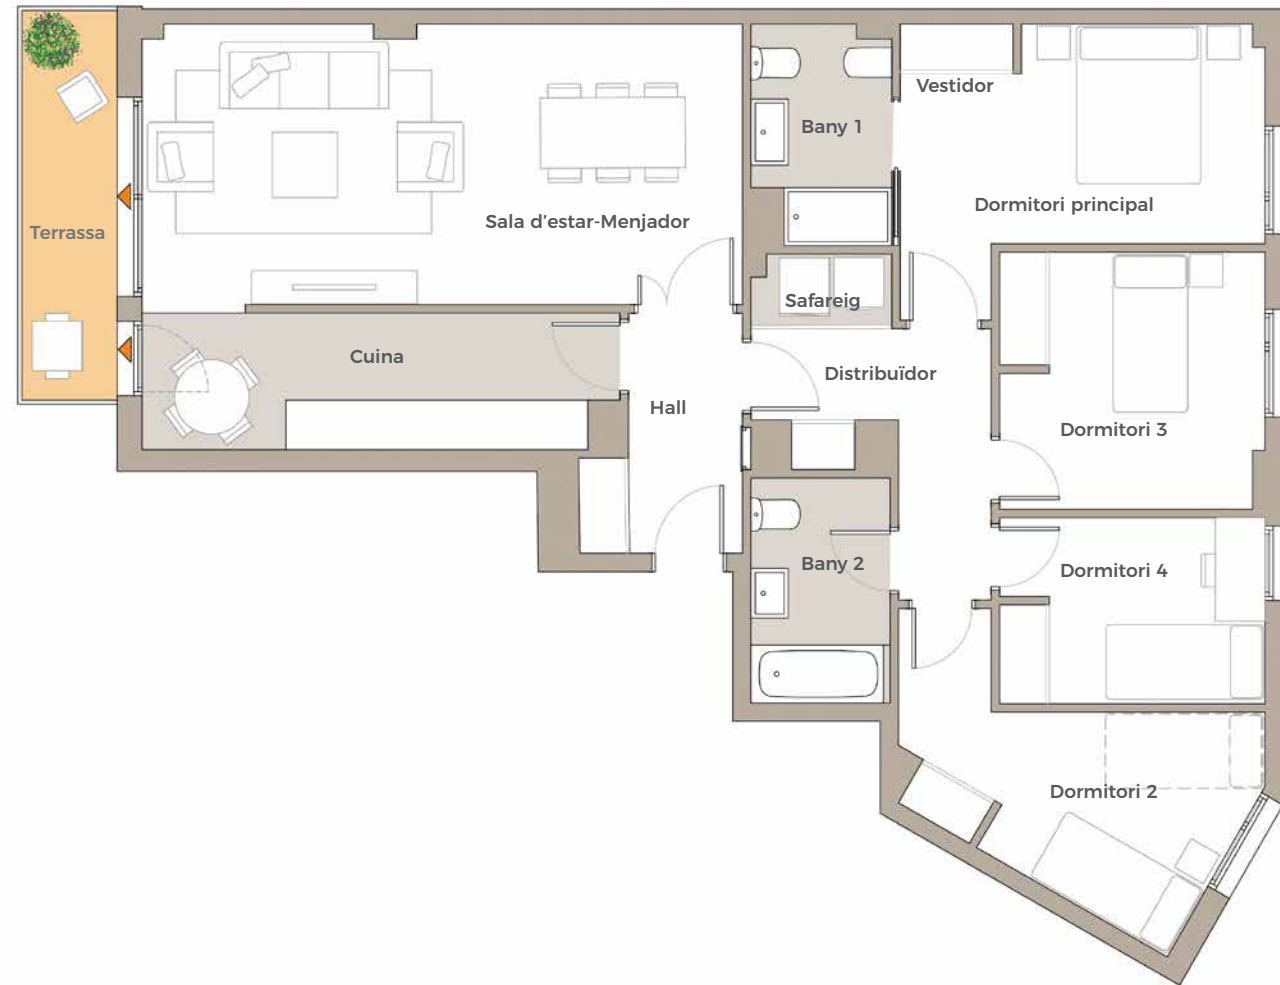 Vestidor
Bany 1
Dormitori principal
Sala d'estar-Menjador
Terrassa
Safareig
Cuina
Distribuïdor
Hall
Dormitori 3
Bany 2
Dormitori 4
Dormitori 2